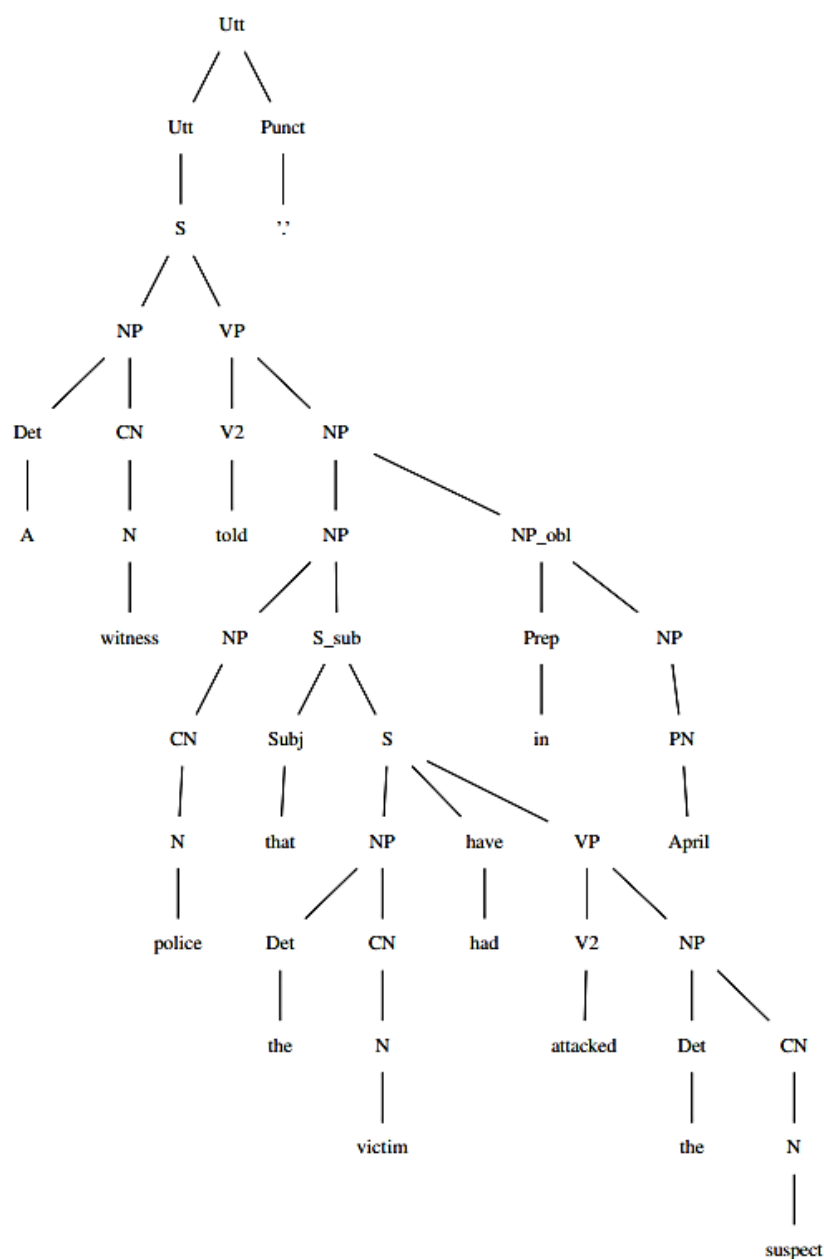 Utt
Utt Punct
S '.'
NP VP
Det CN V2 NP
A N told NP NP_obl
witness NP S_sub Prep NP
CN Subj S in PN
N that NP have VP April
police Det CN had V2 NP
the N attacked Det CN
victim the N
suspect